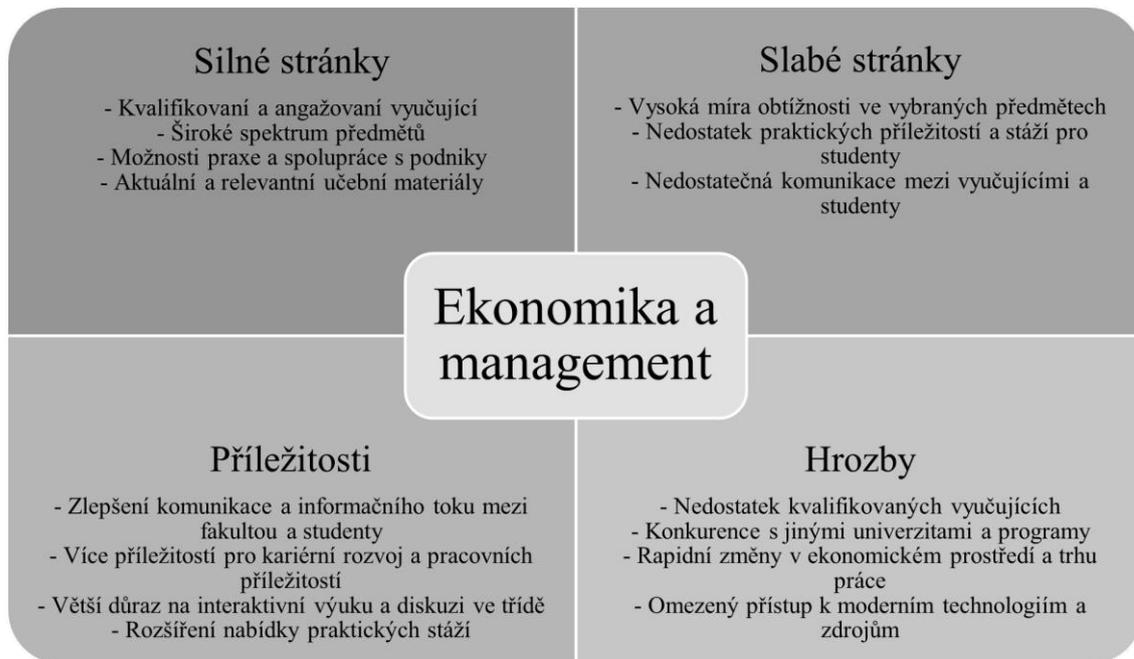 Silné stránky
- Kvalifikovaní a angažovaní vyučující
- Široké spektrum předmětů
- Možnosti praxe a spolupráce s podniky
- Aktuální a relevantní učební materiály
Slabé stránky
- Vysoká míra obtížnosti ve vybraných předmětech
- Nedostatek praktických příležitostí a stáží pro
studenty
- Nedostatečná komunikace mezi vyučujícími a
studenty
Ekonomika a
management
Příležitosti
- Zlepšení komunikace a informačního toku mezi
fakultou a studenty
- Více příležitostí pro kariérní rozvoj a pracovních
příležitostí
- Větší důraz na interaktivní výuku a diskuzi ve třídě
- Rozšíření nabídky praktických stáží
Hrozby
- Nedostatek kvalifikovaných vyučujících
- Konkurence s jinými univerzitami a programy
- Rapidní změny v ekonomickém prostředí a trhu
práce
- Omezený přístup k moderním technologiím a
zdrojům